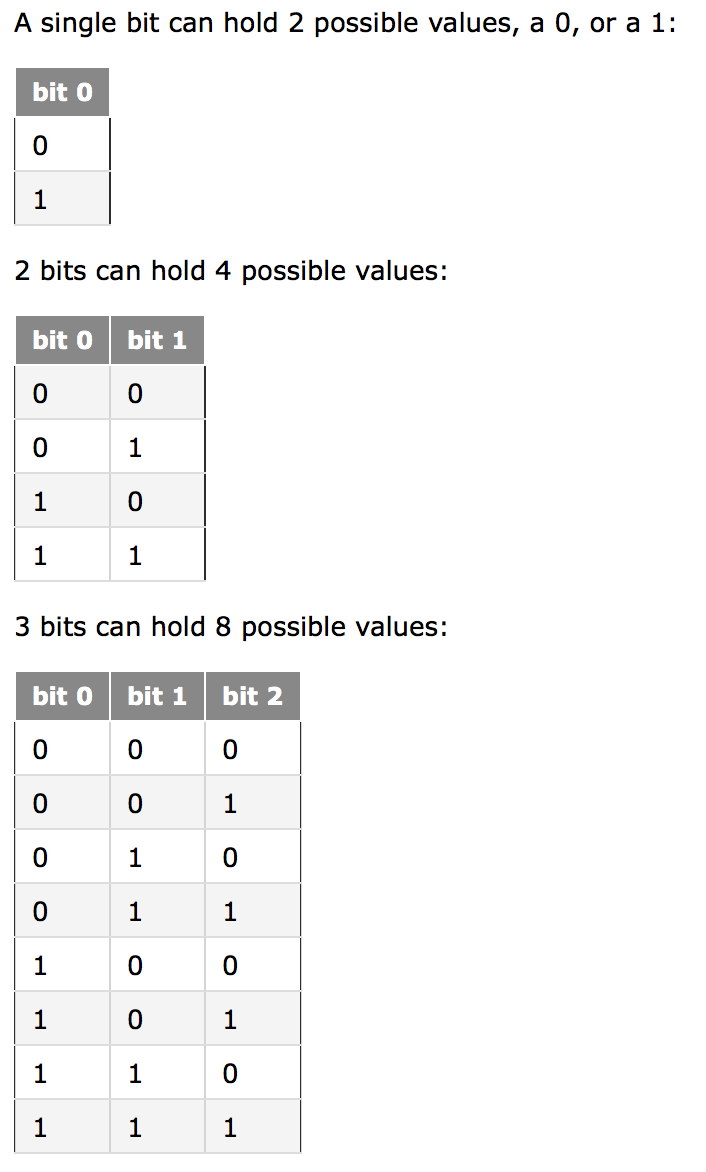 A single bit can hold 2 possible values, a 0, or a 1:
bit 0
0
1
2 bits can hold 4 possible values:
bit 0 bit 1
0 0
0 1
1 0
1 1
3 bits can hold 8 possible values:
bit 0 bit 1 bit 2
0 0 0
0 0 1
0 1 0
0 1 1
1 0 0
1 0 1
1 1 0
1 1 1